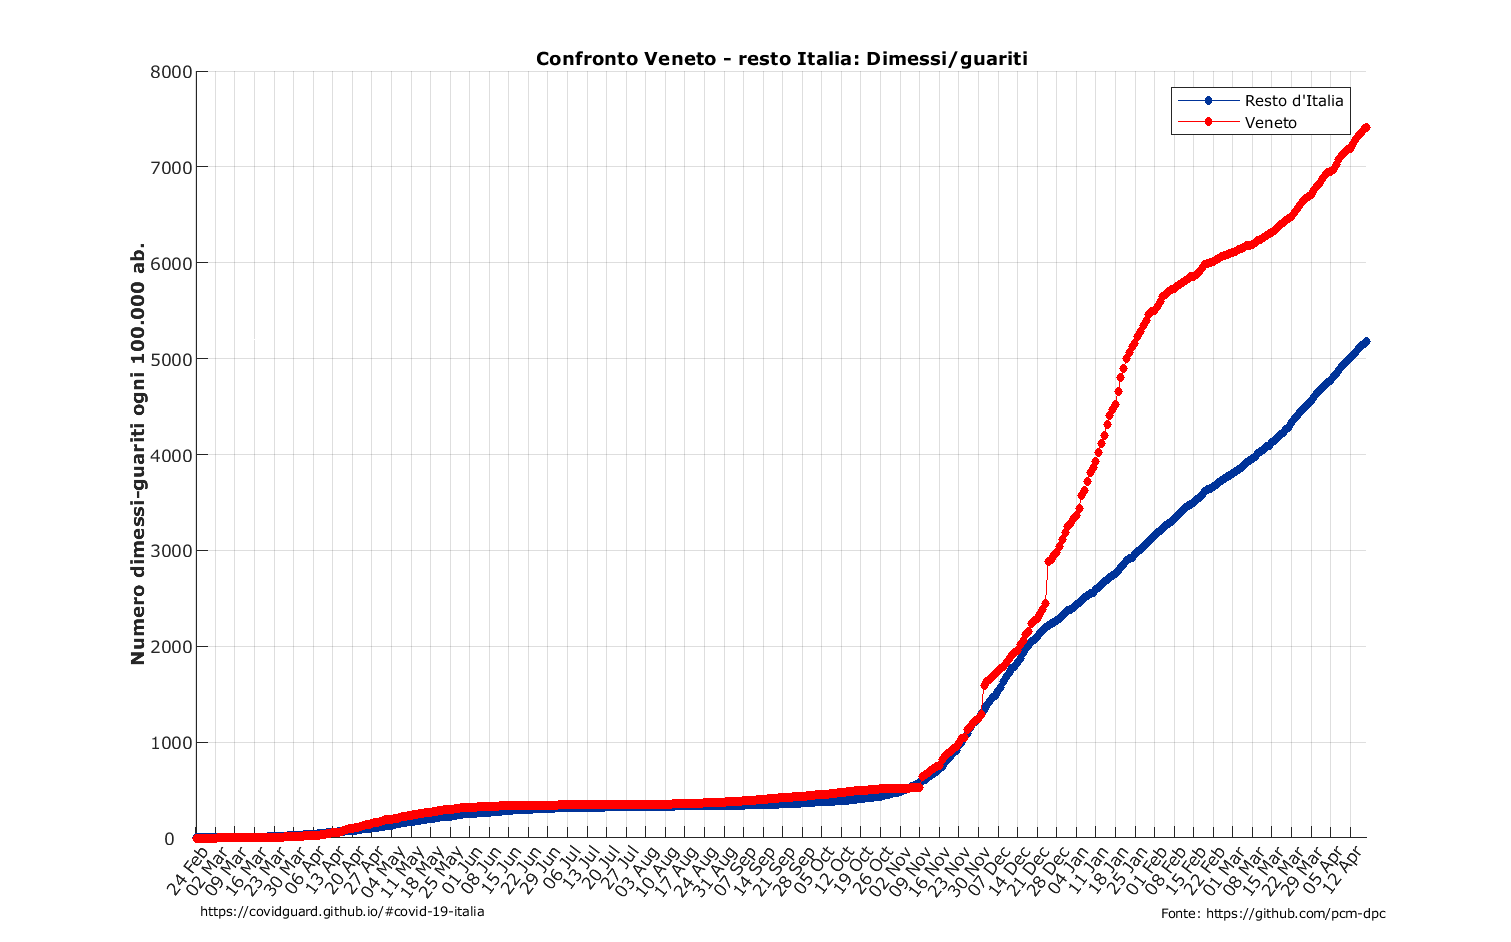 Confronto Veneto - resto Italia: Dimessi/guariti
Resto d'Italia
Veneto
Numero dimessi-guariti ogni 100.000 ab.
8000
7000
6000
5000
4000
3000
2000
1000
0
24 Feb
02 Mar
09 Mar
16 Mar
23 Mar
30 Mar
06 Apr
13 Apr
20 Apr
27 Apr
04 May
11 May
18 May
25 May
01 Jun
08 Jun
15 Jun
22 Jun
29 Jun
06 Jul
13 Jul
20 Jul
27 Jul
03 Aug
10 Aug
17 Aug
24 Aug
31 Aug
07 Sep
14 Sep
21 Sep
28 Sep
05 Oct
12 Oct
19 Oct
26 Oct
02 Nov
09 Nov
16 Nov
23 Nov
30 Nov
07 Dec
14 Dec
21 Dec
28 Dec
04 Jan
11 Jan
18 Jan
25 Jan
01 Feb
08 Feb
15 Feb
22 Feb
01 Mar
08 Mar
15 Mar
22 Mar
29 Mar
05 Apr
12 Apr
https://covidguard.github.io/#covid-19-italia
Fonte: https://github.com/pcm-dpc